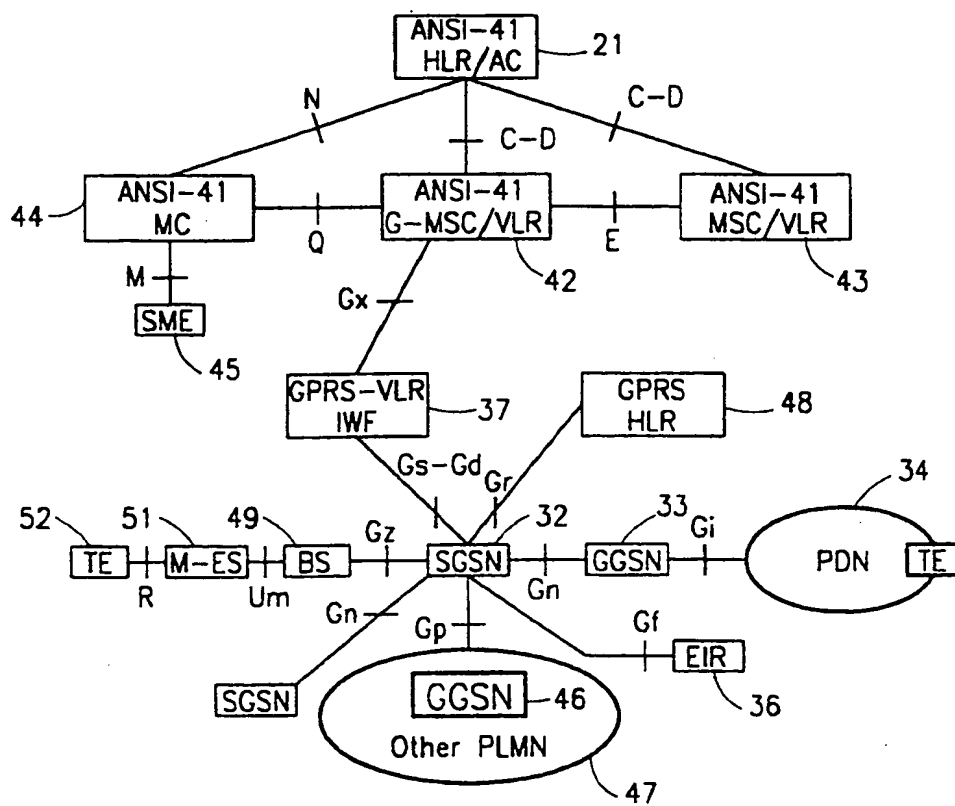 ANSI-41
HLR/AC
21
N
C-D
C-D
44
ANSI-41
MC
Q
ANSI-41
G-MSC/VLR
E
ANSI-41
MSC/VLR
42
43
M
SME
45
Gx
GPRS-VLR
IWF
37
GPRS
HLR
48
Gs-Gd
Gr
34
52
51
49
32
33
TE
R
M-ES
Um
BS
Gz
SGSN
Gn
GGSN
Gi
PDN
TE
Gn
Gp
Gf
EIR
36
SGSN
GGSN
46
Other PLMN
47